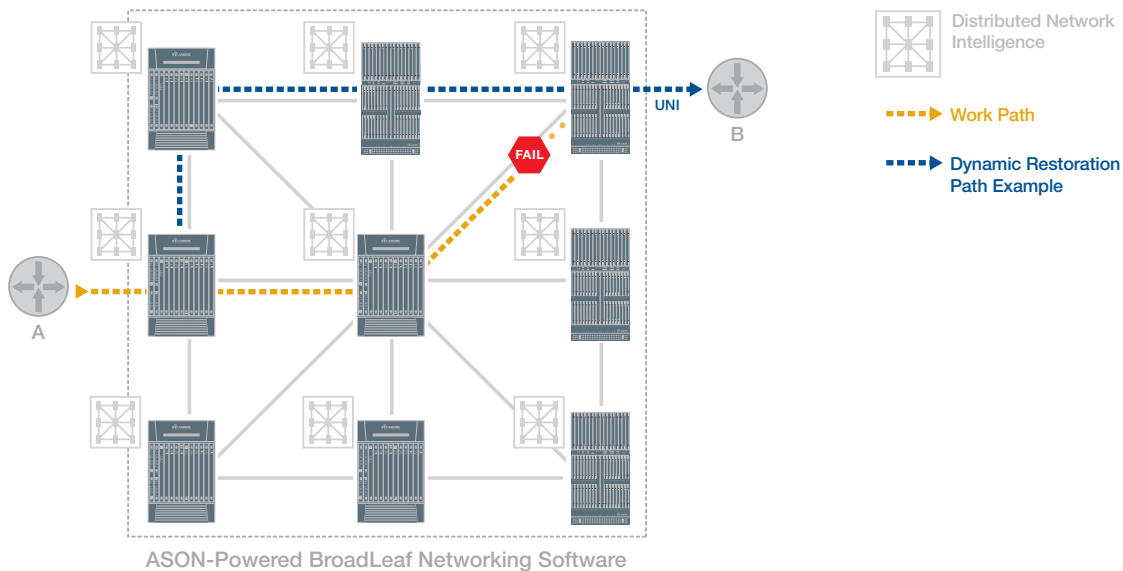 Distributed Network
Intelligence
UNI
B
Work Path
FAIL
Dynamic Restoration
Path Example
A
ASON-Powered BroadLeaf Networking Software